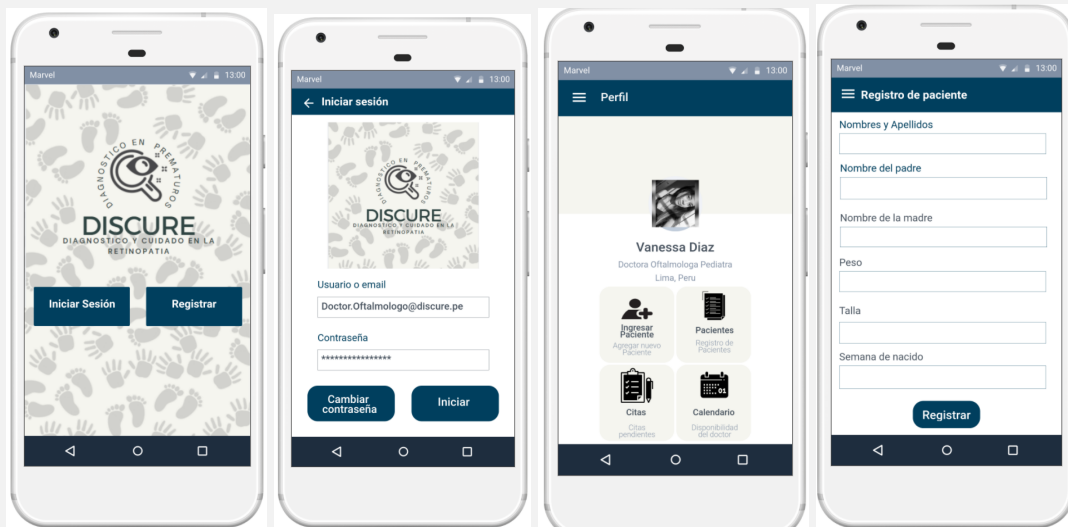 Marvel
13:00
DIAGNOSTICO EN PREMATUROS
DISCURE
DIAGNOSTICO Y CUIDADO EN LA
RETINOPATIA
Iniciar Sesión
Registrar
Marvel
13:00
Iniciar sesión
DIAGNOSTICO EN PREMATUROS
DISCURE
DIAGNOSTICO Y CUIDADO EN LA
RETINOPATIA
Usuario o email
Doctor.Oftalmologo@discure.pe
Contraseña
****************
Cambiar
contraseña
Iniciar
Marvel
13:00
Perfil
Vanessa Diaz
Doctora Oftalmologa Pediatra
Lima, Peru
Ingresar
Paciente
Agregar nuevo
Paciente
Pacientes
Registro de
Pacientes
Citas
Citas
pendientes
01
Calendario
Disponibilidad
del doctor
Marvel
13:00
Registro de paciente
Nombres y Apellidos
Nombre del padre
Nombre de la madre
Peso
Talla
Semana de nacido
Registrar